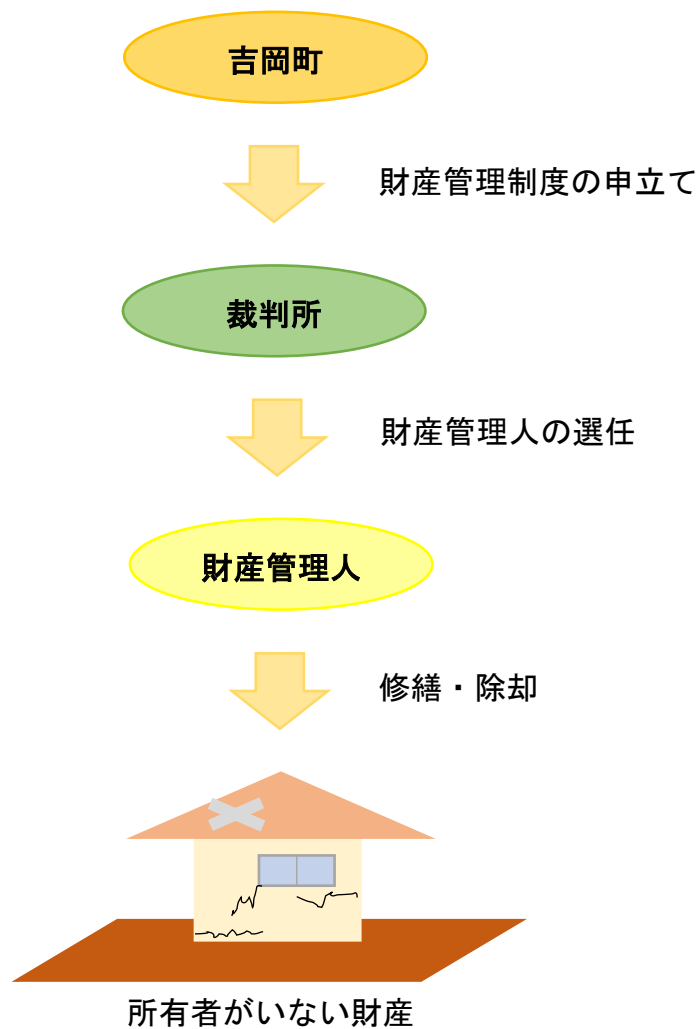 吉岡町
財産管理制度の申立て
裁判所
財産管理人の選任
財産管理人
修繕・除却
所有者がいない財産